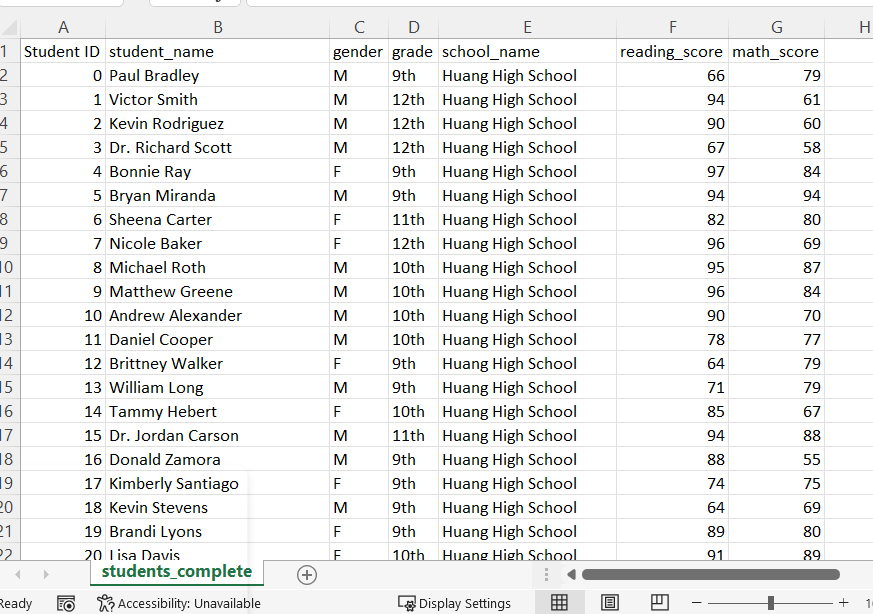 A B C D E F G H
1 Student ID student_name gender grade school_name reading_score math_score
2 0 Paul Bradley M 9th Huang High School 66 79
3 1 Victor Smith M 12th Huang High School 94 61
4 2 Kevin Rodriguez M 12th Huang High School 90 60
5 3 Dr. Richard Scott M 12th Huang High School 67 58
6 4 Bonnie Ray F 9th Huang High School 97 84
7 5 Bryan Miranda M 9th Huang High School 94 94
8 6 Sheena Carter F 11th Huang High School 82 80
9 7 Nicole Baker F 12th Huang High School 96 69
10 8 Michael Roth M 10th Huang High School 95 87
11 9 Matthew Greene M 10th Huang High School 96 84
12 10 Andrew Alexander M 10th Huang High School 90 70
13 11 Daniel Cooper M 10th Huang High School 78 77
14 12 Brittney Walker F 9th Huang High School 64 79
15 13 William Long M 9th Huang High School 71 79
16 14 Tammy Hebert F 10th Huang High School 85 67
17 15 Dr. Jordan Carson M 11th Huang High School 94 88
18 16 Donald Zamora M 9th Huang High School 88 55
19 17 Kimberly Santiago F 9th Huang High School 74 75
20 18 Kevin Stevens M 9th Huang High School 64 69
21 19 Brandi Lyons F 9th Huang High School 89 80
22 20 Lisa Davis F 10th Huang High School 91 89
students_complete
Ready Accessibility: Unavailable Display Settings